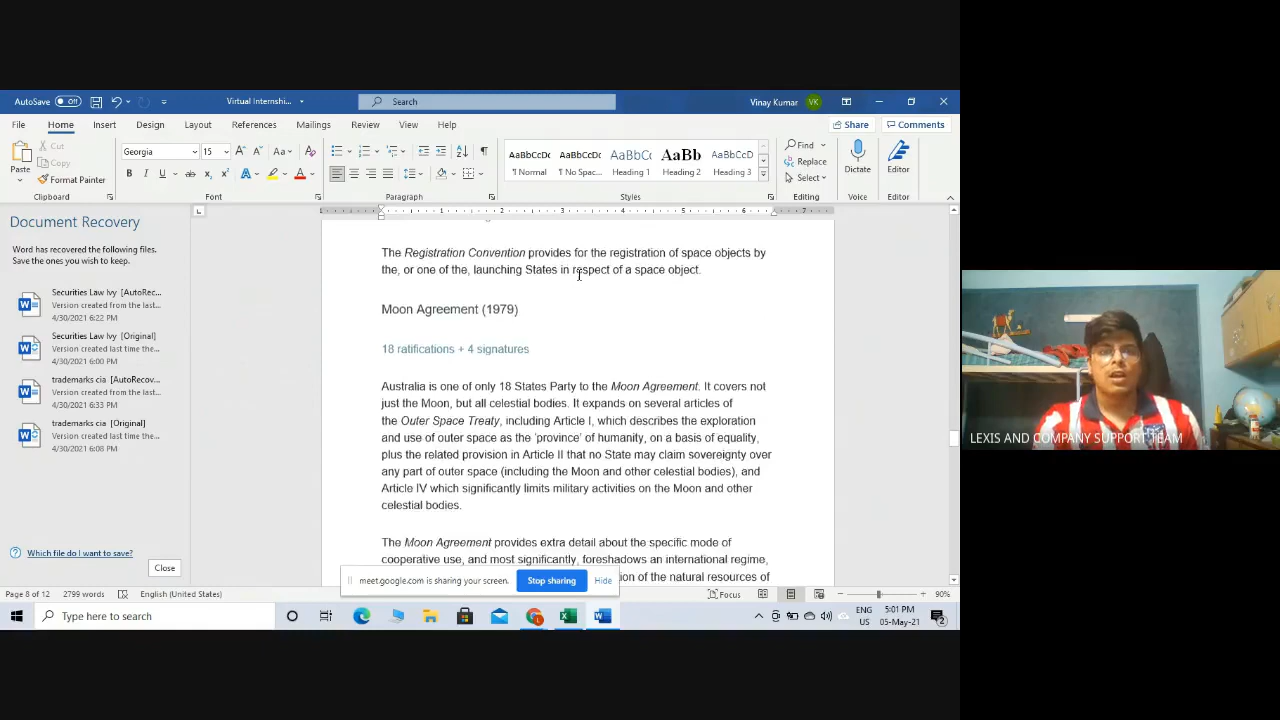 AutoSave Off
Virtual Internshi...
Search
Vinay Kumar VK
File Home Insert Design Layout References Mailings Review View Help
Share Comments
Paste
Cut
Copy
Format Painter
Georgia 15
Find
Replace
Select
Dictate
Editor
AaBbCcDc AaBbCcDc AaBbCc AaBb AaBbCcD
¶ Normal ¶ No Spac... Heading 1 Heading 2 Heading 3
Clipboard Font Paragraph Styles Editing Voice Editor
Document Recovery
Word has recovered the following files.
Save the ones you wish to keep.
Securities Law Ivy [AutoRec...
Version created from the last...
4/30/2021 6:22 PM
Securities Law Ivy [Original]
Version created last time the...
4/30/2021 6:00 PM
trademarks cia [AutoRecov...
Version created from the last...
4/30/2021 6:33 PM
trademarks cia [Original]
Version created last time the...
4/30/2021 6:08 PM
Which file do I want to save?
Close
The Registration Convention provides for the registration of space objects by
the, or one of the, launching States in respect of a space object.
Moon Agreement (1979)
18 ratifications + 4 signatures
Australia is one of only 18 States Party to the Moon Agreement. It covers not
just the Moon, but all celestial bodies. It expands on several articles of
the Outer Space Treaty, including Article I, which describes the exploration
and use of outer space as the 'province' of humanity, on a basis of equality,
plus the related provision in Article II that no State may claim sovereignty over
any part of outer space (including the Moon and other celestial bodies), and
Article IV which significantly limits military activities on the Moon and other
celestial bodies.
The Moon Agreement provides extra detail about the specific mode of
cooperative use, and most significantly, foreshadows an international regime,
of the natural resources of
meet.google.com is sharing your screen. Stop sharing Hide
Page 8 of 12 2799 words English (United States)
Focus 90%
Type here to search
ENG
US
5:01 PM
05-May-21
2
LEXIS AND COMPANY SUPPORT TEAM